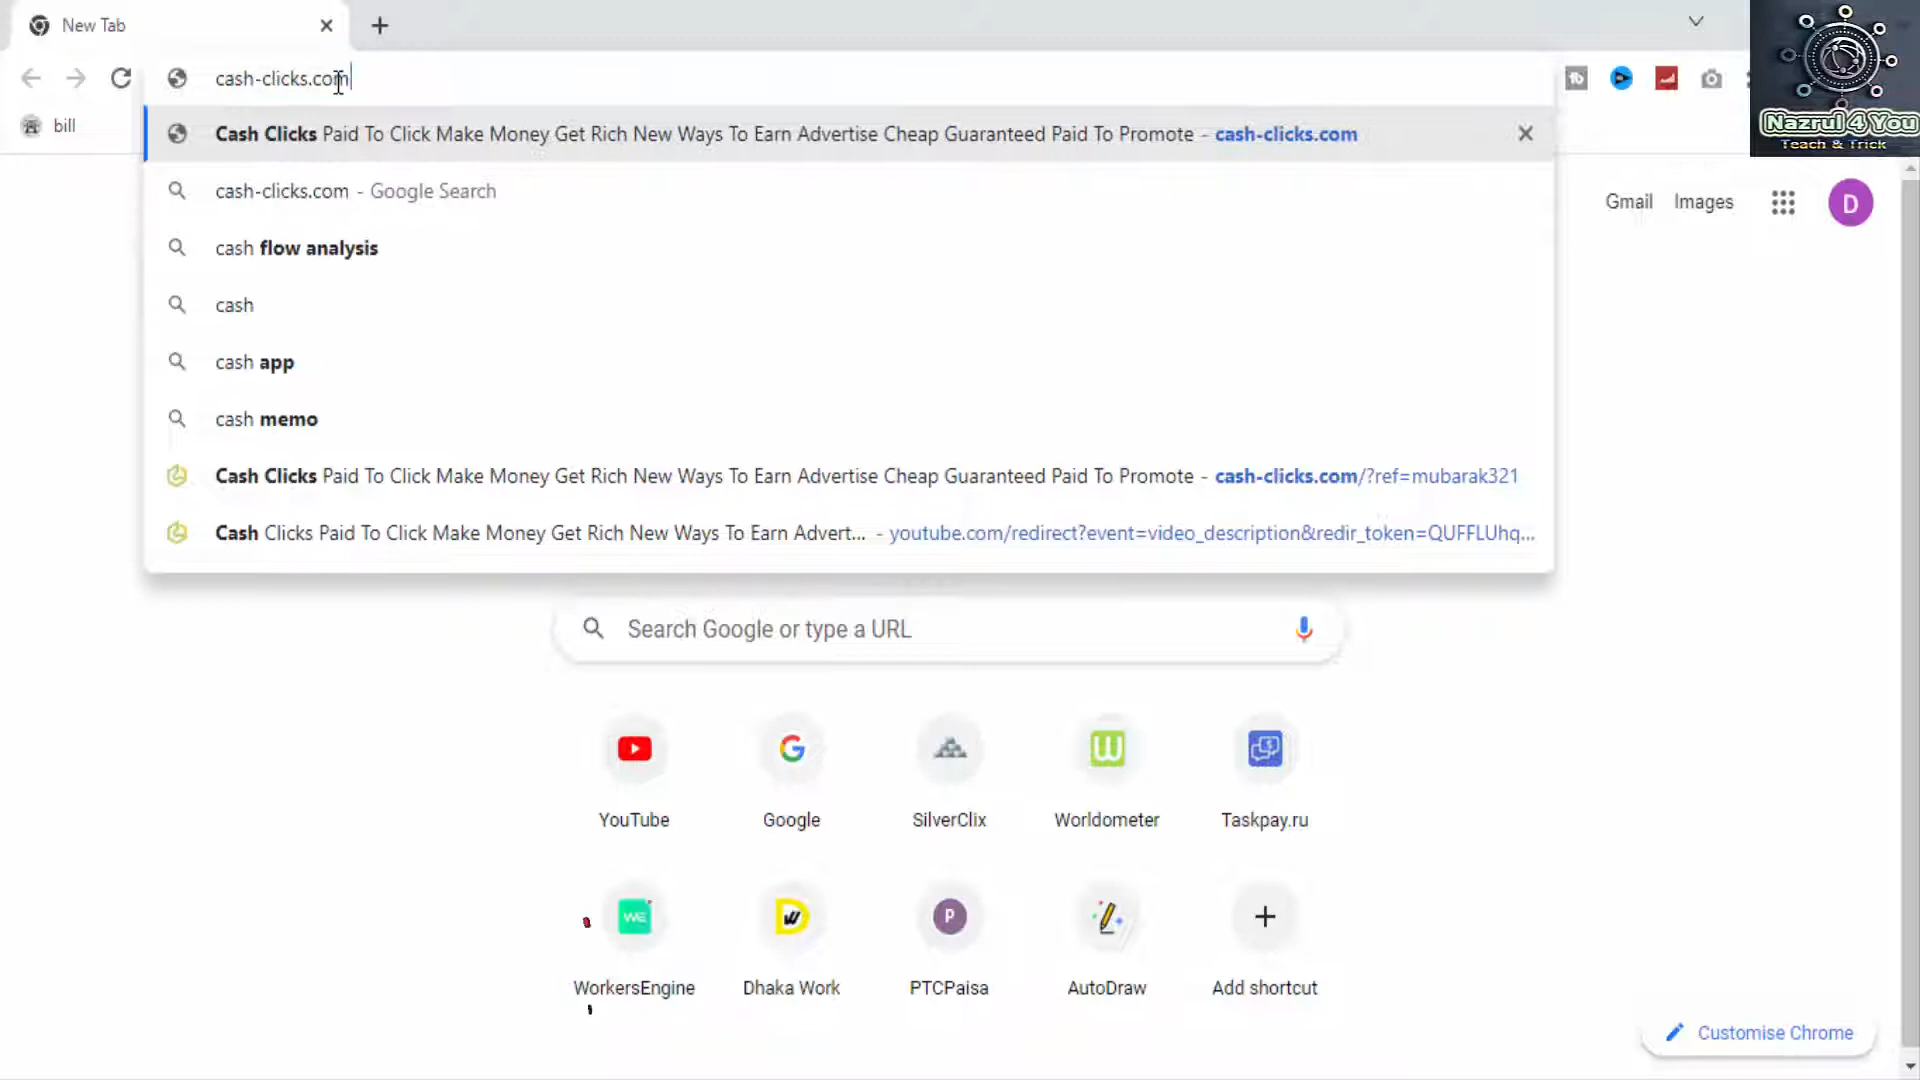 New Tab
cash-clicks.com
bill
Nazrul 4 You
Teach & Trick
Cash Clicks Paid To Click Make Money Get Rich New Ways To Earn Advertise Cheap Guaranteed Paid To Promote - cash-clicks.com
cash-clicks.com - Google Search
cash flow analysis
cash
cash app
cash memo
Cash Clicks Paid To Click Make Money Get Rich New Ways To Earn Advertise Cheap Guaranteed Paid To Promote - cash-clicks.com/?ref=mubarak321
Cash Clicks Paid To Click Make Money Get Rich New Ways To Earn Advert... - youtube.com/redirect?event=video_description&redir_token=QUFFLUhq...
Gmail Images
D
Search Google or type a URL
YouTube
Google
SilverClix
Worldometer
Taskpay.ru
WE
P
WorkersEngine
Dhaka Work
PTCPaisa
AutoDraw
Add shortcut
Customise Chrome